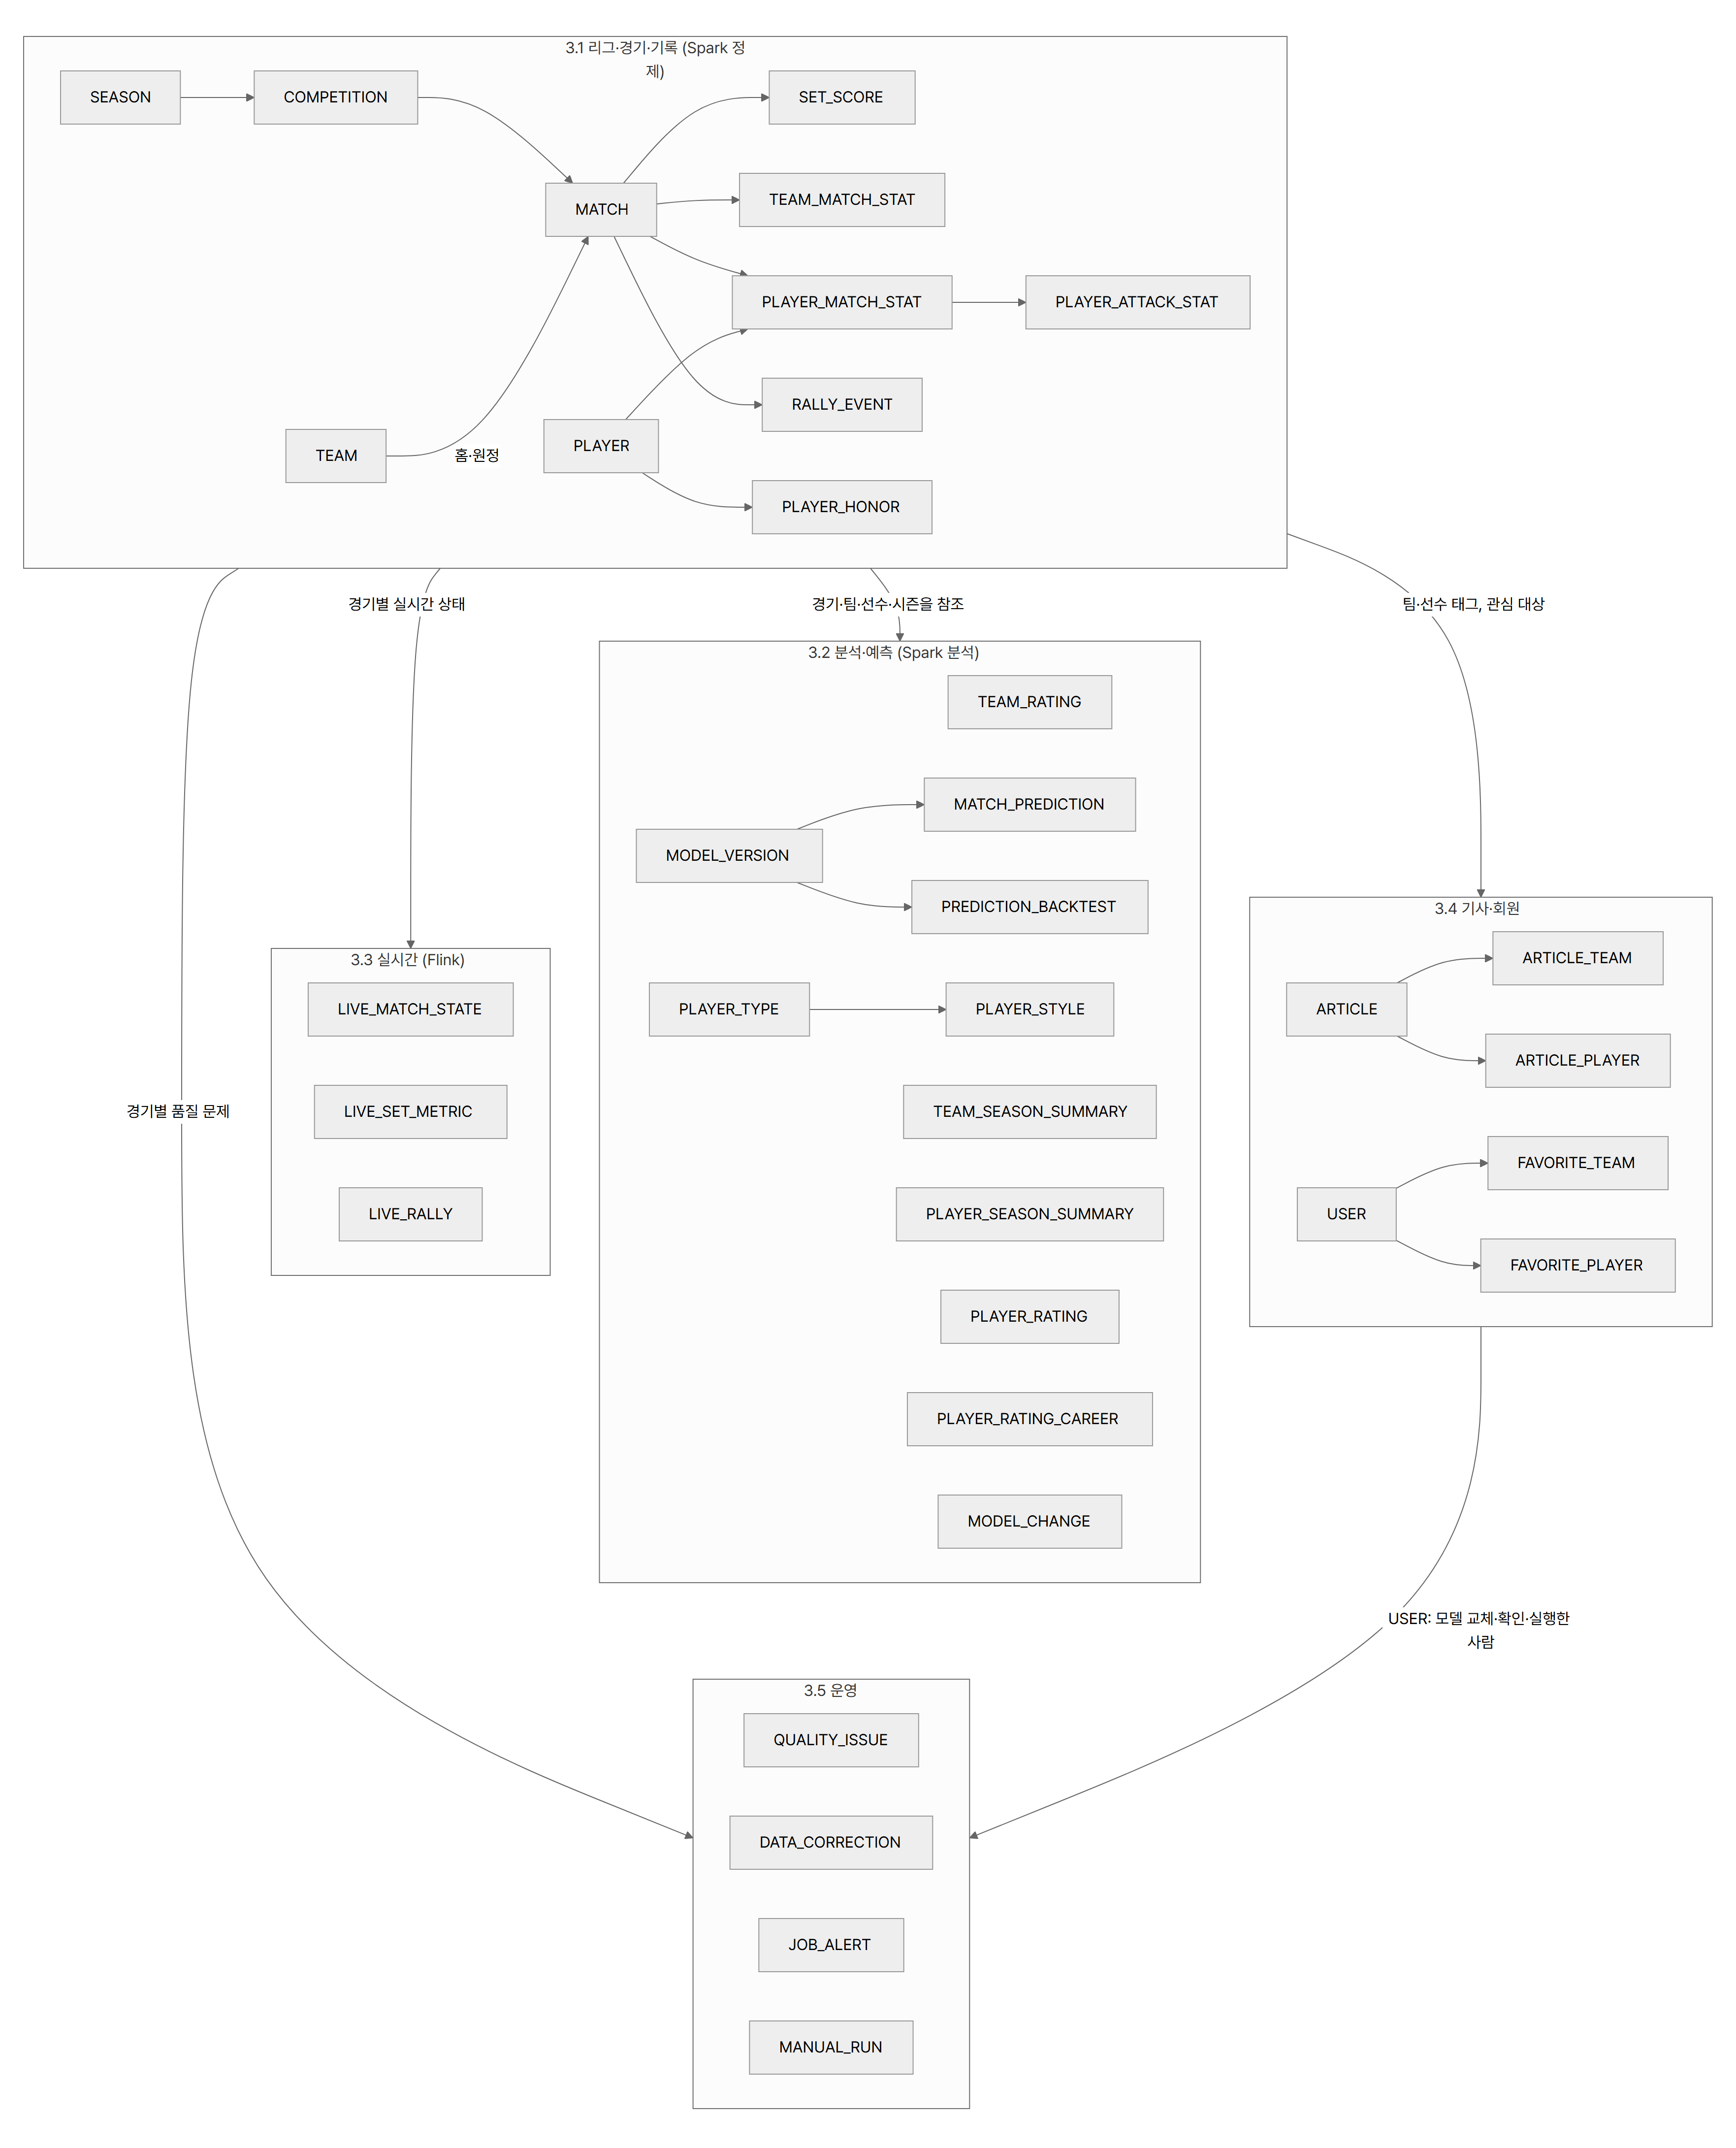 3.1 리그·경기·기록 (Spark 정
제)
SEASON
COMPETITION
SET_SCORE
MATCH
TEAM_MATCH_STAT
PLAYER_MATCH_STAT
PLAYER_ATTACK_STAT
RALLY_EVENT
TEAM
홈·원정
PLAYER
PLAYER_HONOR
경기별 실시간 상태
경기·팀·선수·시즌을 참조
팀·선수 태그, 관심 대상
경기별 품질 문제
3.2 분석·예측 (Spark 분석)
TEAM_RATING
MATCH_PREDICTION
MODEL_VERSION
PREDICTION_BACKTEST
PLAYER_TYPE
PLAYER_STYLE
TEAM_SEASON_SUMMARY
PLAYER_SEASON_SUMMARY
PLAYER_RATING
PLAYER_RATING_CAREER
MODEL_CHANGE
3.3 실시간 (Flink)
LIVE_MATCH_STATE
LIVE_SET_METRIC
LIVE_RALLY
3.4 기사·회원
ARTICLE_TEAM
ARTICLE
ARTICLE_PLAYER
FAVORITE_TEAM
USER
FAVORITE_PLAYER
USER: 모델 교체·확인·실행한
사람
3.5 운영
QUALITY_ISSUE
DATA_CORRECTION
JOB_ALERT
MANUAL_RUN